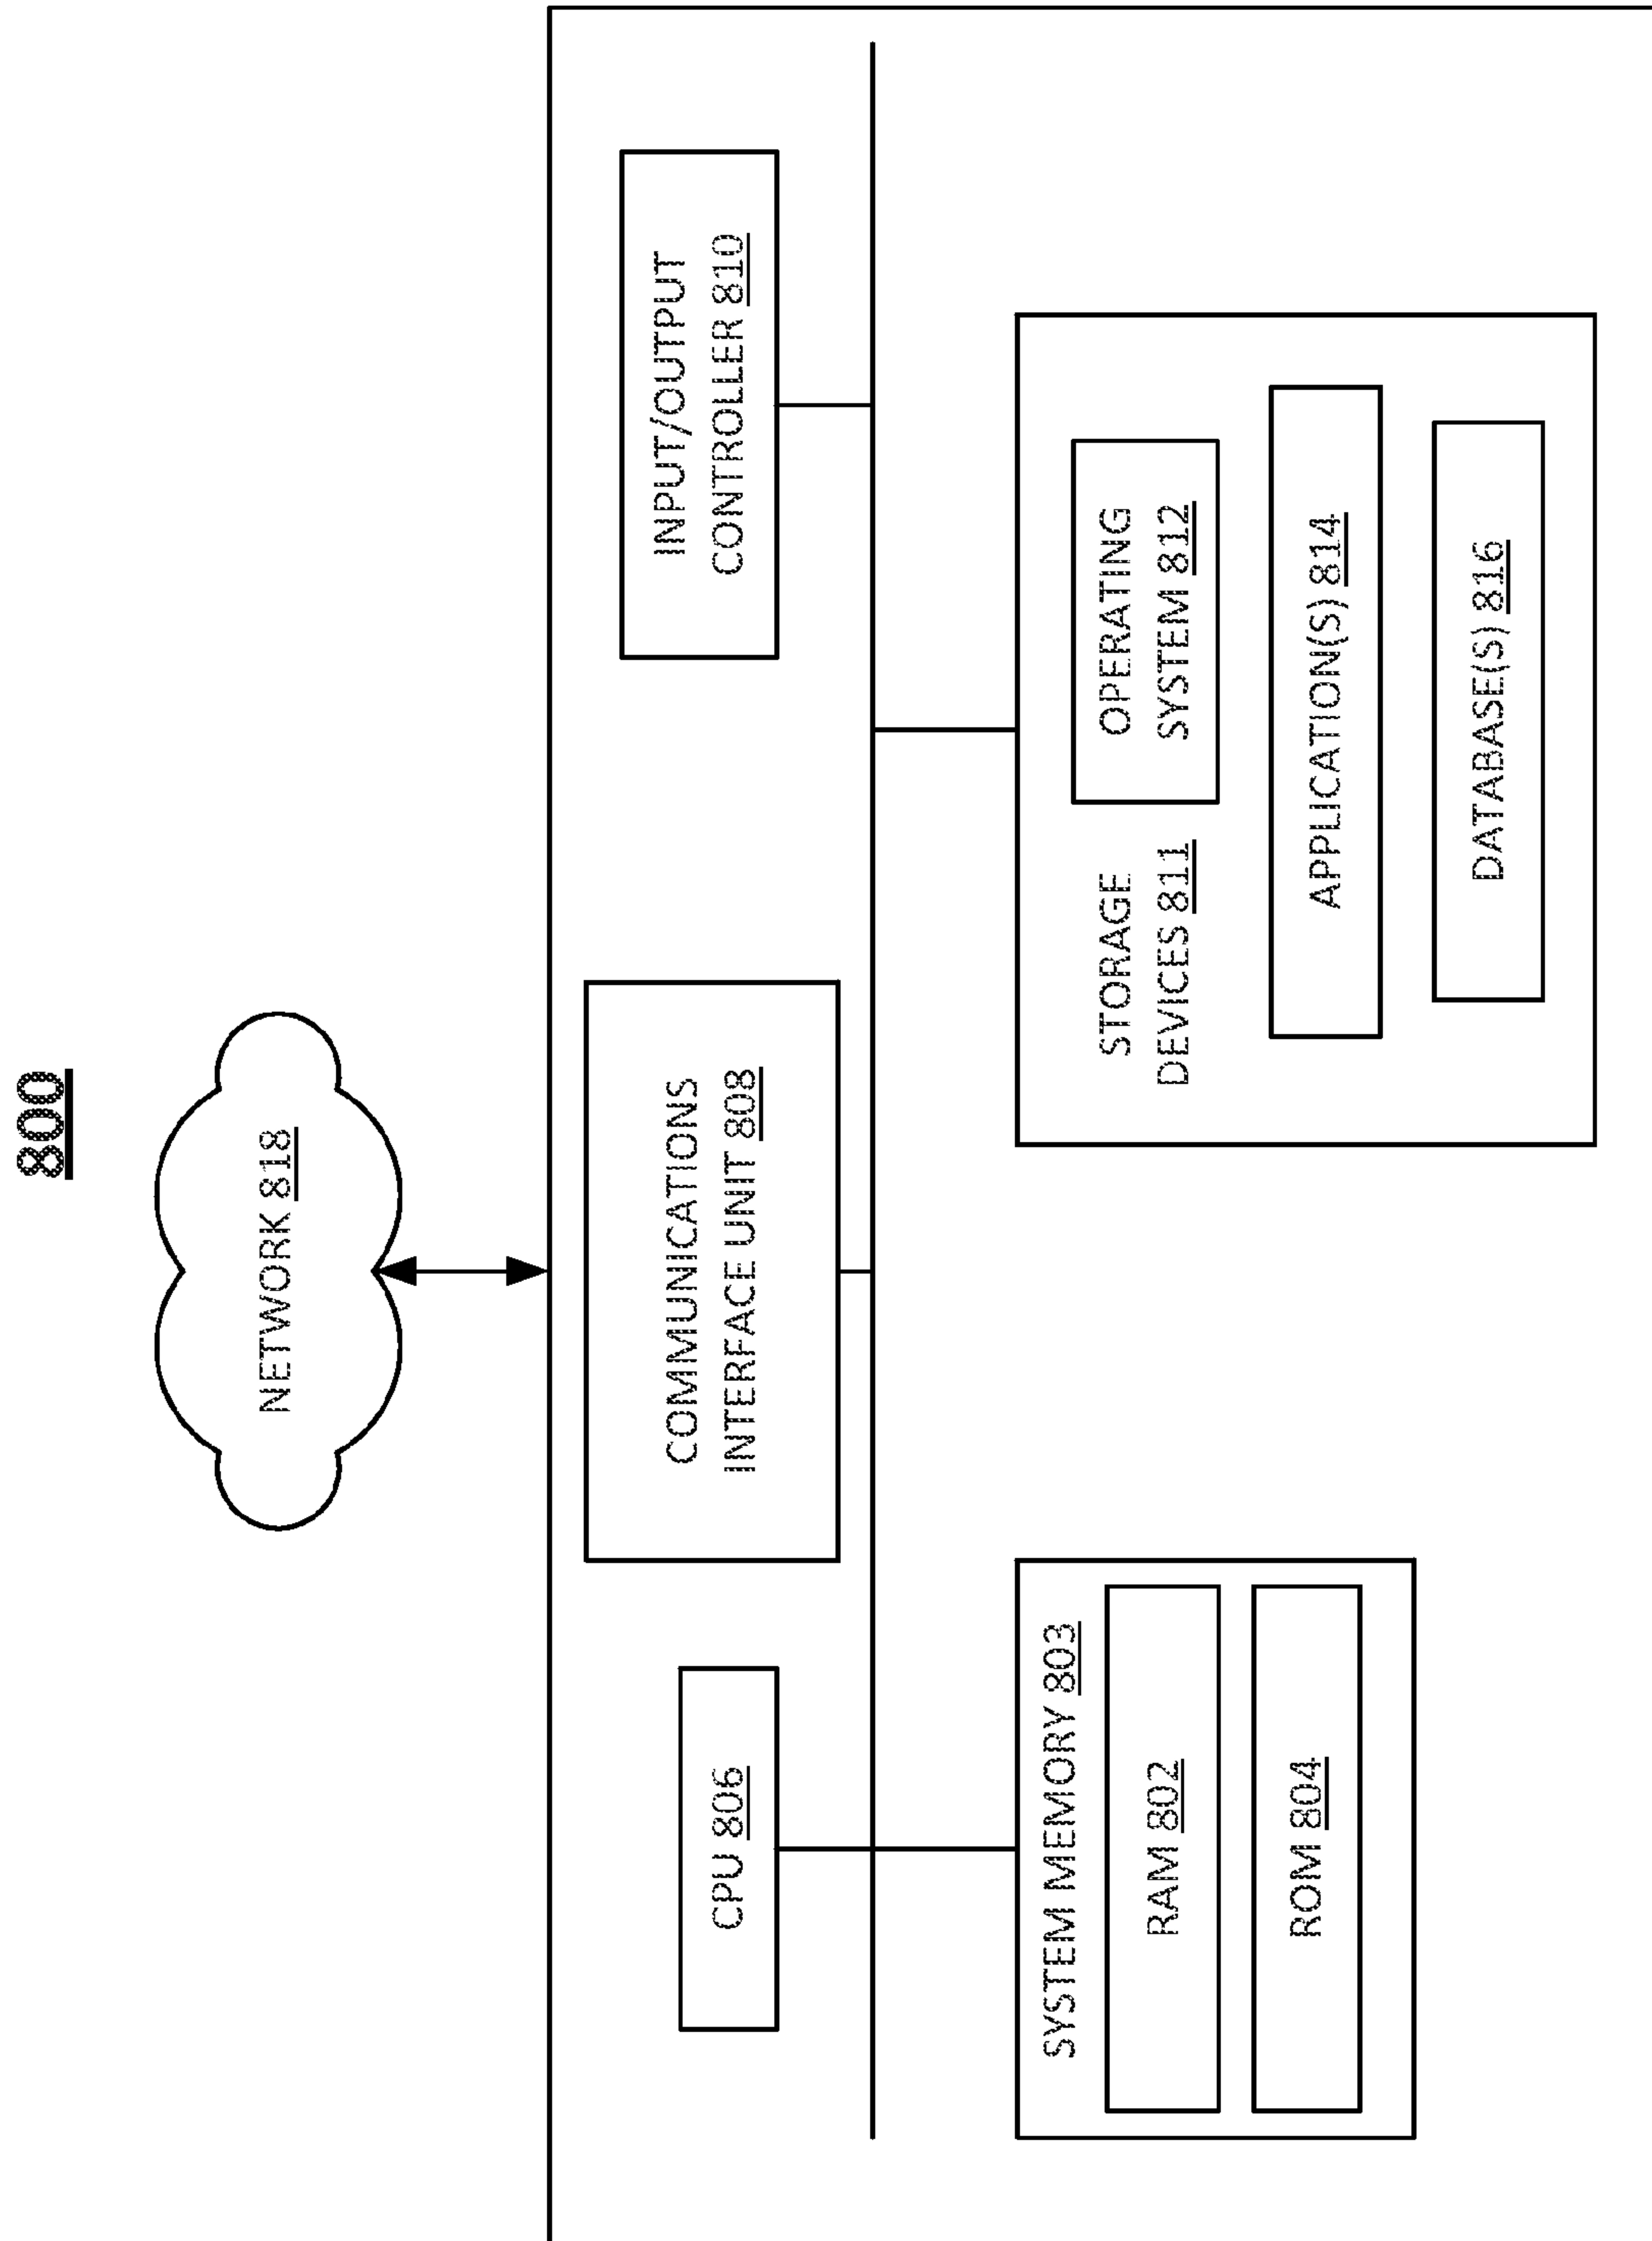 800
NETWORK 818
CPU 806
COMMUNICATIONS
INTERFACE UNIT 808
INPUT/OUTPUT
CONTROLLER 810
SYSTEM MEMORY 803
RAM 802
ROM 804
STORAGE
DEVICES 811
OPERATING
SYSTEM 812
APPLICATION(S) 814
DATABASE(S) 816